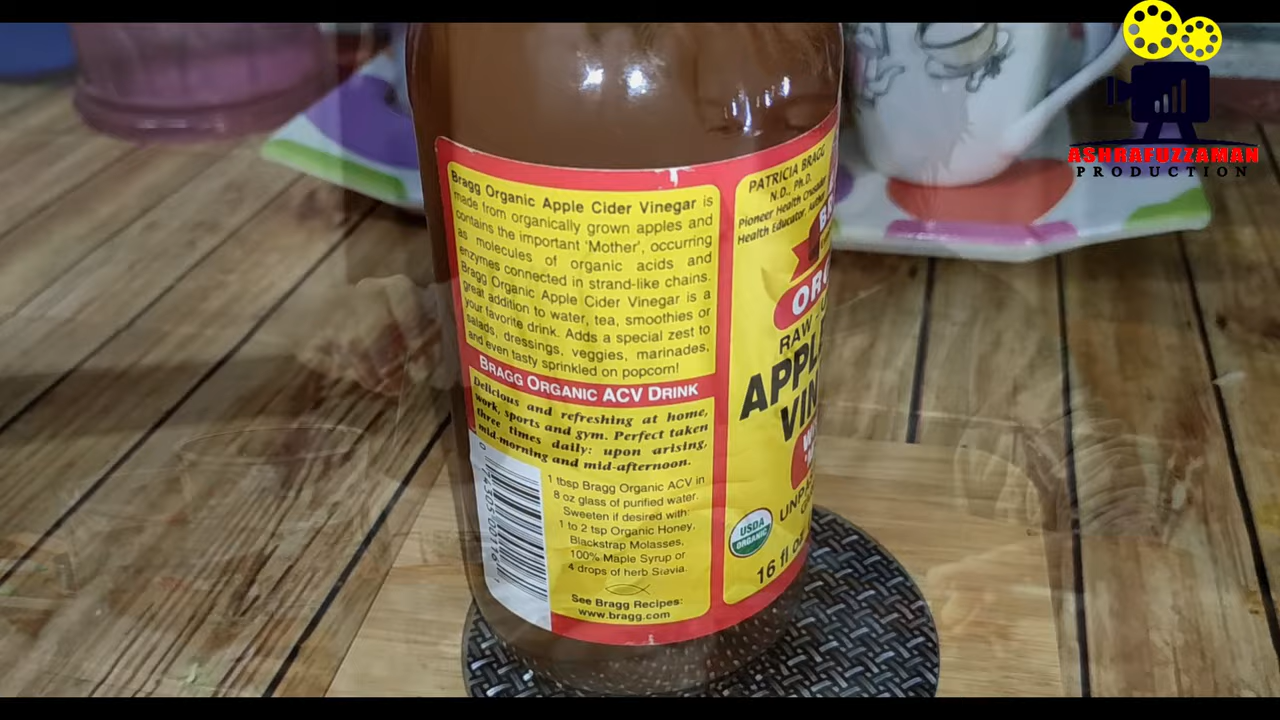 ASHRAFUZZAMAN
PRODUCTION
Bragg Organic Apple Cider Vinegar is
made from organically grown apples and
contains the important 'Mother', occurring
as molecules of organic acids and
enzymes connected in strand-like chains.
Bragg Organic Apple Cider Vinegar is a
great addition to water, tea, smoothies or
your favorite drink. Adds a special zest to
salads, dressings, veggies, marinades,
and even tasty sprinkled on popcorn!
BRAGG ORGANIC ACV DRINK
Delicious and refreshing at home,
work, sports and gym. Perfect taken
three times daily: upon arising,
mid-morning and mid-afternoon.
1 tbsp Bragg Organic ACV in
8 oz glass of purified water.
Sweeten if desired with:
1 to 2 tsp Organic Honey,
Blackstrap Molasses,
100% Maple Syrup or
4 drops of herb Stevia.
See Bragg Recipes:
www.bragg.com
PATRICIA BRAGG
N.D., Ph.D.
Pioneer Health Crusader
Health Educator, Author
RAW
APPL
VIN
USDA
ORGANIC
16 fl oz